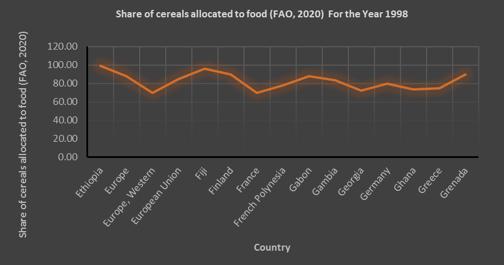 Share of cereals allocated to food (FAO, 2020) For the Year 1998
Share of cereals allocated to food (FAO, 2020)
120.00
100.00
80.00
60.00
40.00
20.00
0.00
Ethiopia
Europe
Europe, Western
European Union
Fiji
Finland
France
French Polynesia
Gabon
Gambia
Georgia
Germany
Ghana
Greece
Grenada
Country